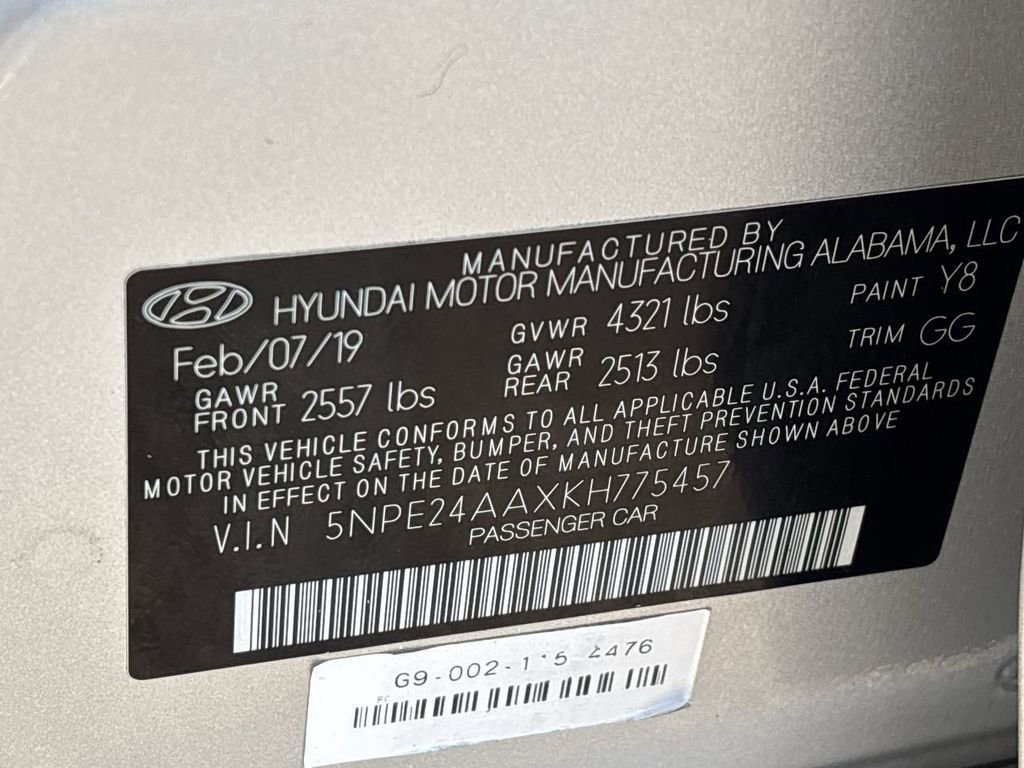 MANUFACTURED BY
HYUNDAI MOTOR MANUFACTURING ALABAMA, LLC
Feb/07/19 GVWR 4321 lbs PAINT Y8
GAWR FRONT 2557 lbs GAWR REAR 2513 lbs TRIM GG
THIS VEHICLE CONFORMS TO ALL APPLICABLE U.S.A. FEDERAL
MOTOR VEHICLE SAFETY, BUMPER, AND THEFT PREVENTION STANDARDS
IN EFFECT ON THE DATE OF MANUFACTURE SHOWN ABOVE
V.I.N 5NPE24AAXKH775457
PASSENGER CAR